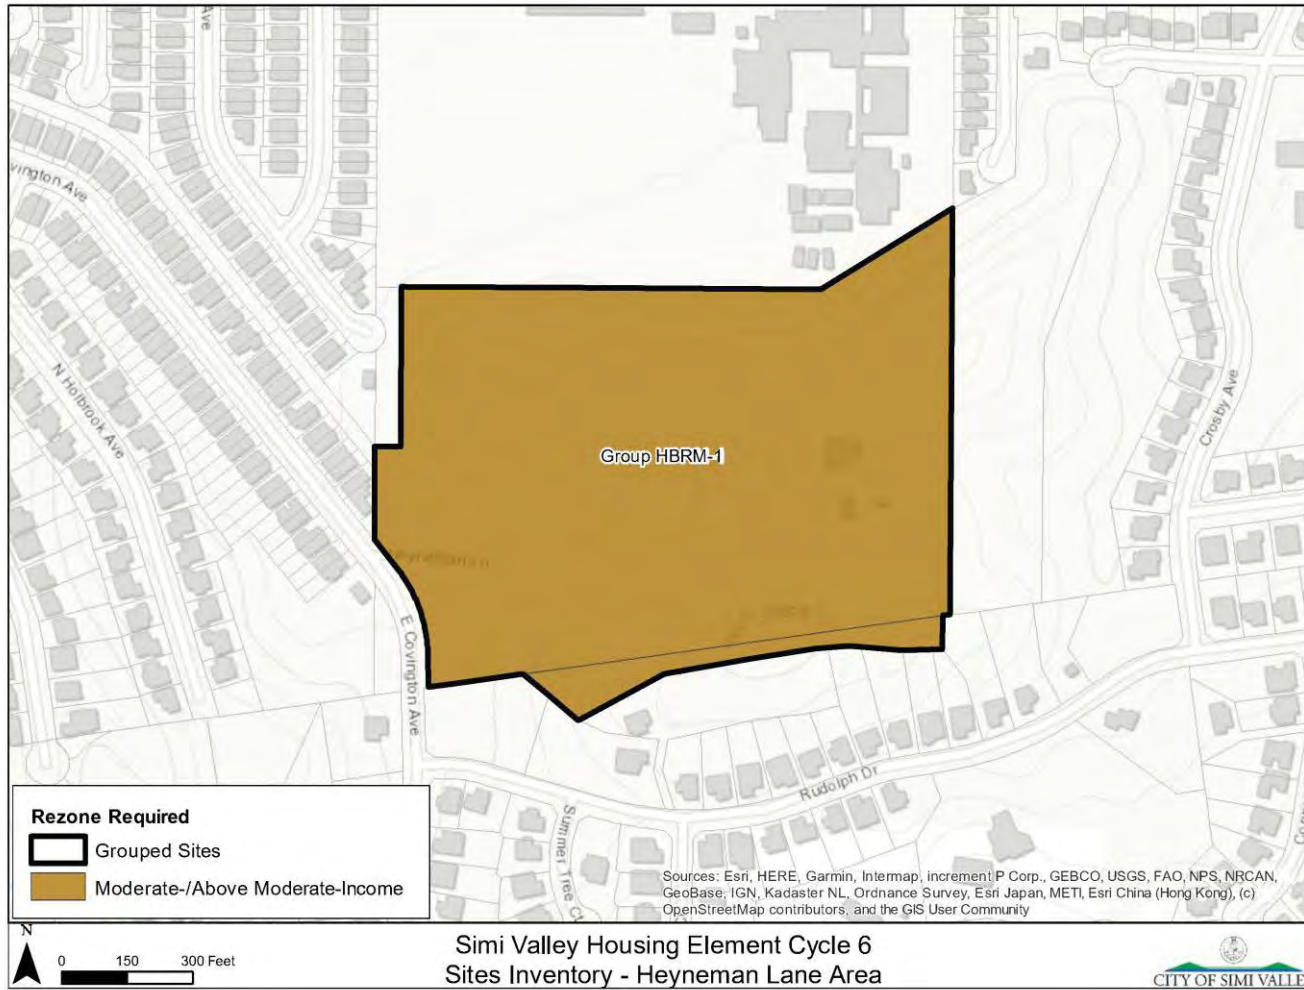 Ave
vington Ave
N Holbrook Ave
Crosby Ave
Group HBRM-1
E Covington Ave
Rudolph Dr
Summer Tree Ct
Rezone Required
Grouped Sites
Moderate-/Above Moderate-Income
Sources: Esri, HERE, Garmin, Intermap, increment P Corp., GEBCO, USGS, FAO, NPS, NRCAN,
GeoBase, IGN, Kadaster NL, Ordnance Survey, Esri Japan, METI, Esri China (Hong Kong), (c)
OpenStreetMap contributors, and the GIS User Community
N
0 150 300 Feet
Simi Valley Housing Element Cycle 6
Sites Inventory - Heyneman Lane Area
CITY OF SIMI VALLE